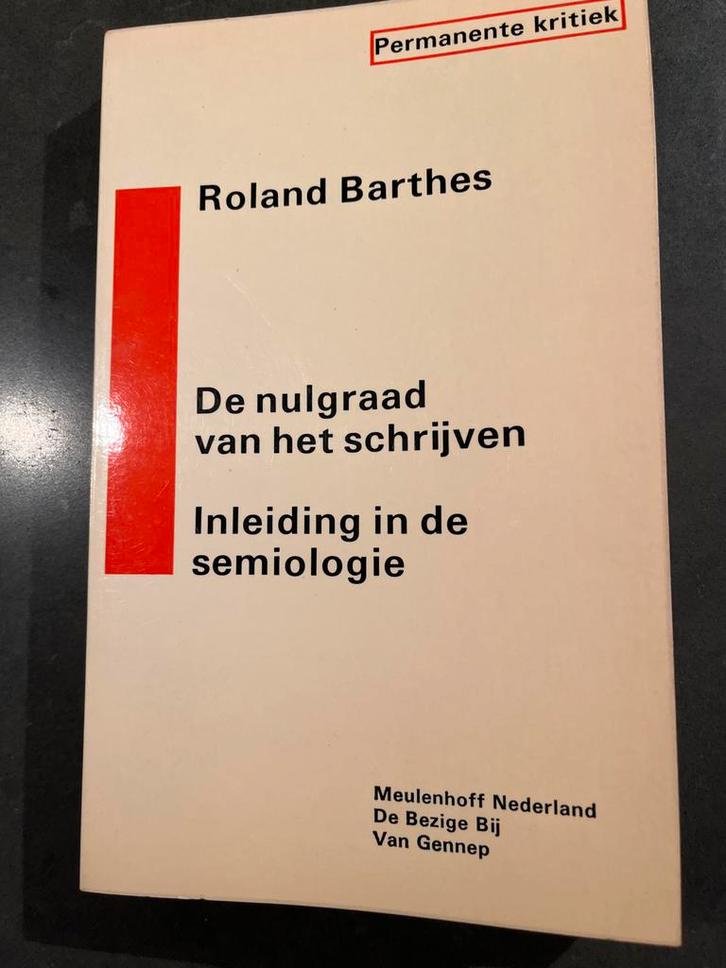 Permanente kritiek
Roland Barthes
De nulgraad
van het schrijven
Inleiding in de
semiologie
Meulenhoff Nederland
De Bezige Bij
Van Gennep